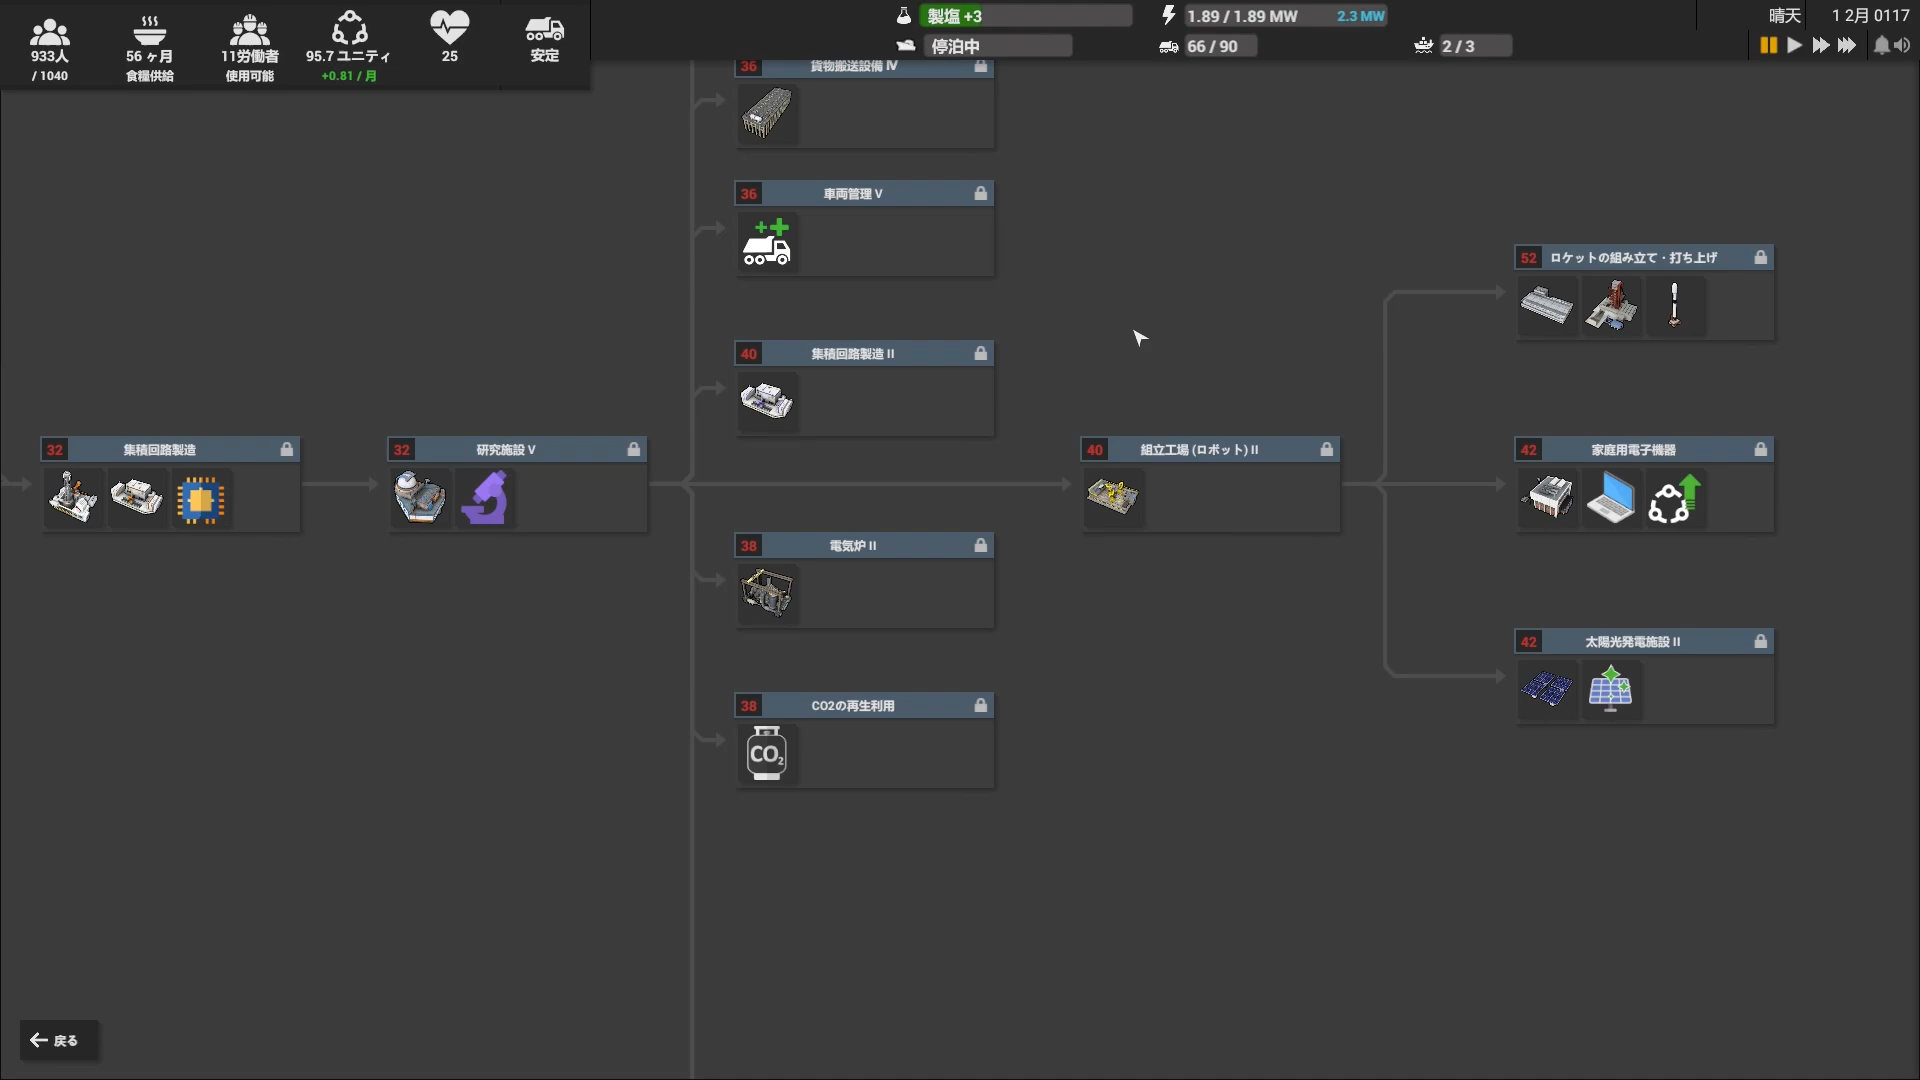 933人
/ 1040
56 ヶ月
食糧供給
11労働者
使用可能
95.7 ユニティ
+0.81 / 月
25
安定
製塩 +3
停泊中
1.89 / 1.89 MW
2.3 MW
66 / 90
2 / 3
晴天
1 2月 0117
36 貨物搬送設備 Ⅳ
36 車両管理 V
40 集積回路製造 II
52 ロケットの組み立て・打ち上げ
32 集積回路製造
32 研究施設 V
40 組立工場 (ロボット) II
42 家庭用電子機器
38 電気炉 II
42 太陽光発電施設 II
38 CO2の再生利用
CO₂
戻る